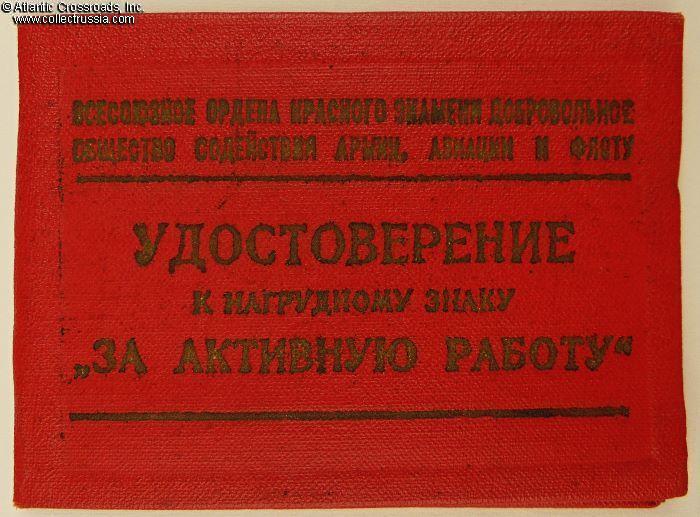 © Atlantic Crossroads, Inc.
www.collectrussia.com
ВСЕСОЮЗНОЕ ОРДЕНА КРАСНОГО ЗНАМЕНИ ДОБРОВОЛЬНОЕ
ОБЩЕСТВО СОДЕЙСТВИЯ АРМИИ, АВИАЦИИ И ФЛОТУ
УДОСТОВЕРЕНИЕ
К НАГРУДНОМУ ЗНАКУ
„ЗА АКТИВНУЮ РАБОТУ“